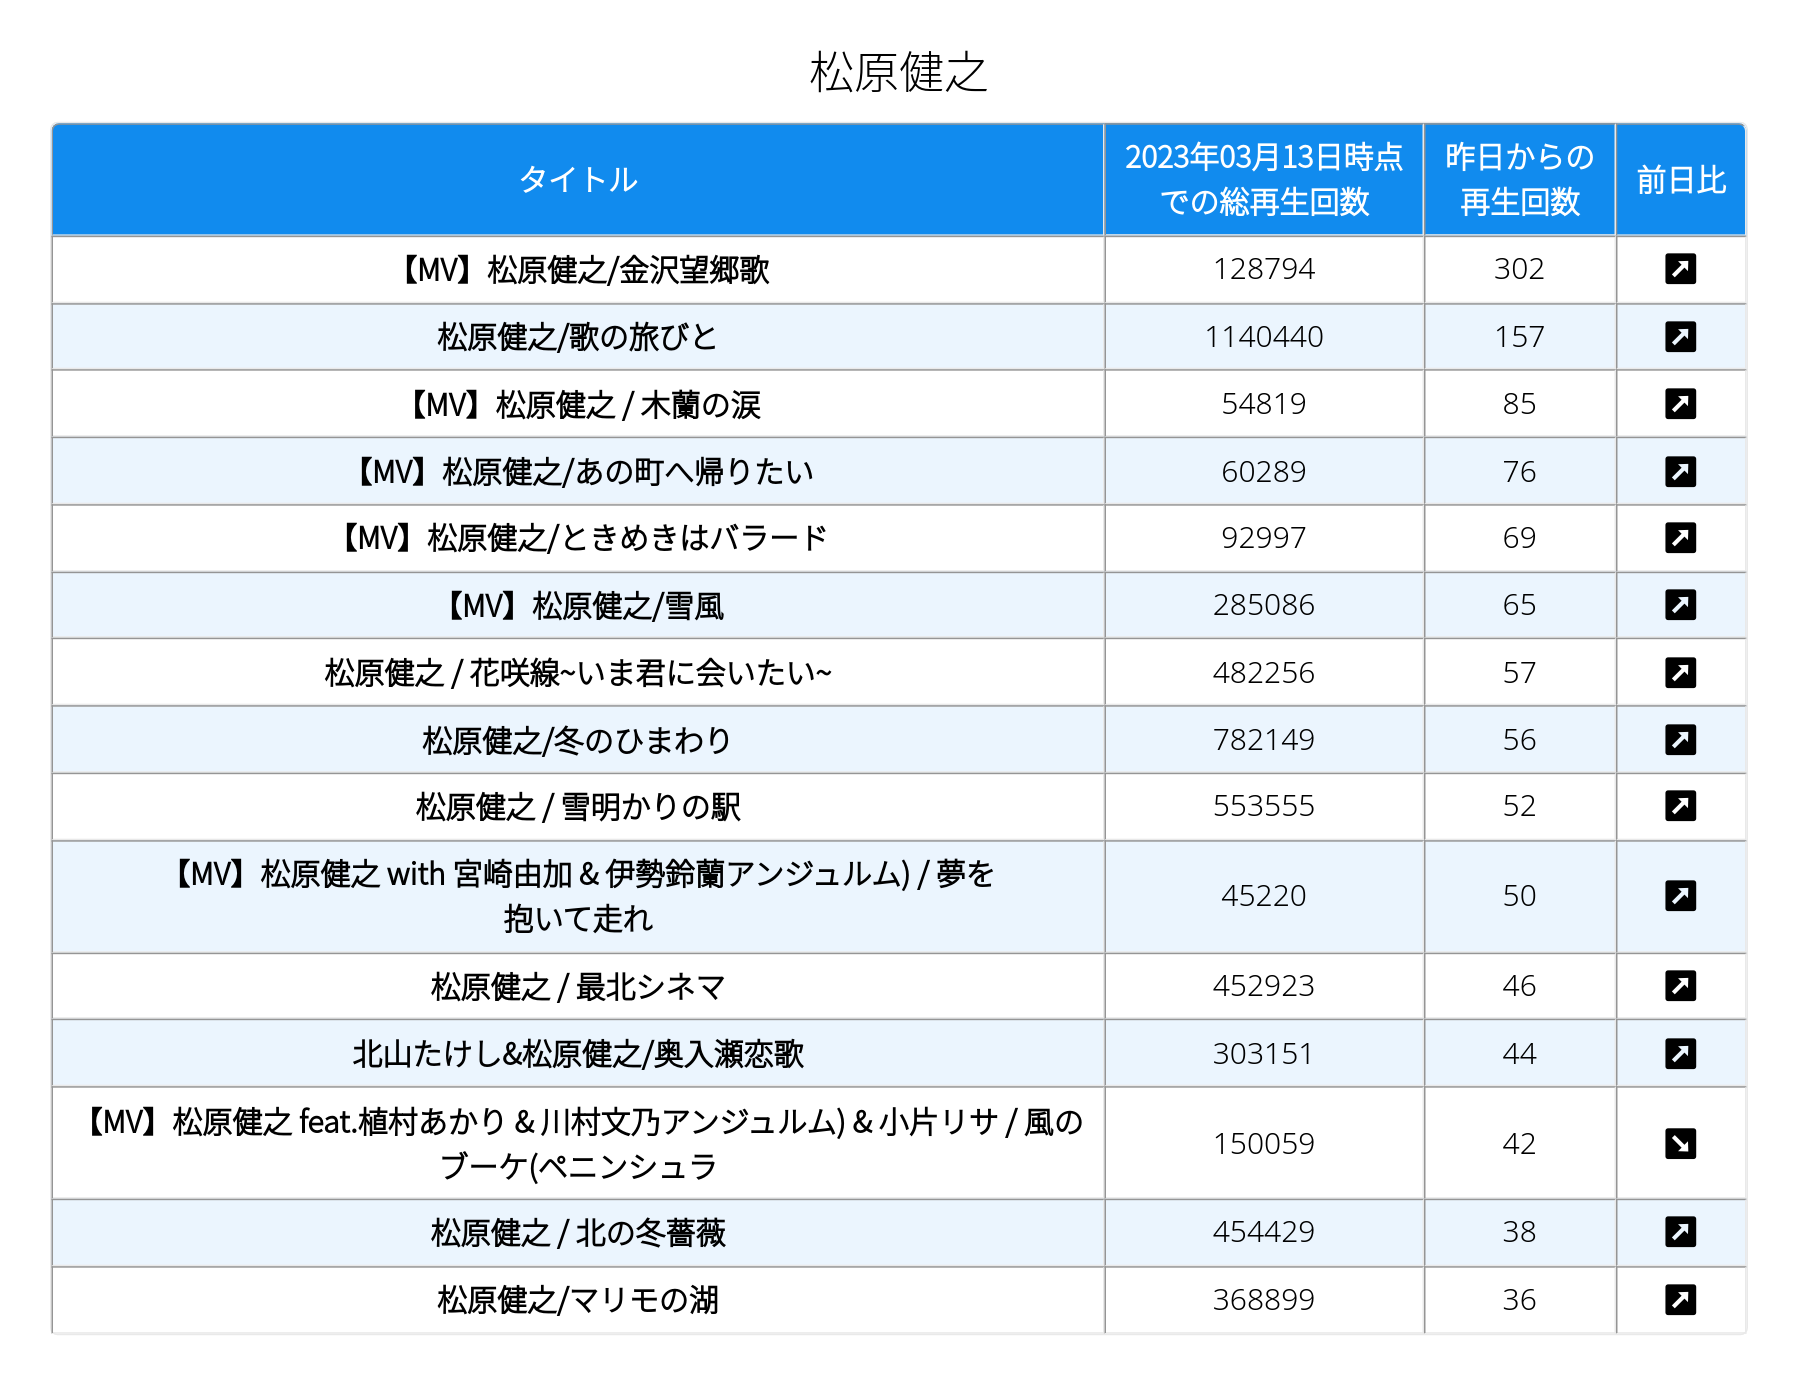 松原健之
タイトル
2023年03月13日時点
での総再生回数
昨日からの
再生回数
前日比
【MV】松原健之/金沢望郷歌 128794 302
松原健之/歌の旅びと 1140440 157
【MV】松原健之 / 木蘭の涙 54819 85
【MV】松原健之/あの町へ帰りたい 60289 76
【MV】松原健之/ときめきはバラード 92997 69
【MV】松原健之/雪風 285086 65
松原健之 / 花咲線~いま君に会いたい~ 482256 57
松原健之/冬のひまわり 782149 56
松原健之 / 雪明かりの駅 553555 52
【MV】松原健之 with 宮崎由加 & 伊勢鈴蘭アンジュルム) / 夢を
抱いて走れ 45220 50
松原健之 / 最北シネマ 452923 46
北山たけし&松原健之/奥入瀬恋歌 303151 44
【MV】松原健之 feat.植村あかり & 川村文乃アンジュルム) & 小片リサ / 風の
ブーケ(ペニンシュラ 150059 42
松原健之 / 北の冬薔薇 454429 38
松原健之/マリモの湖 368899 36